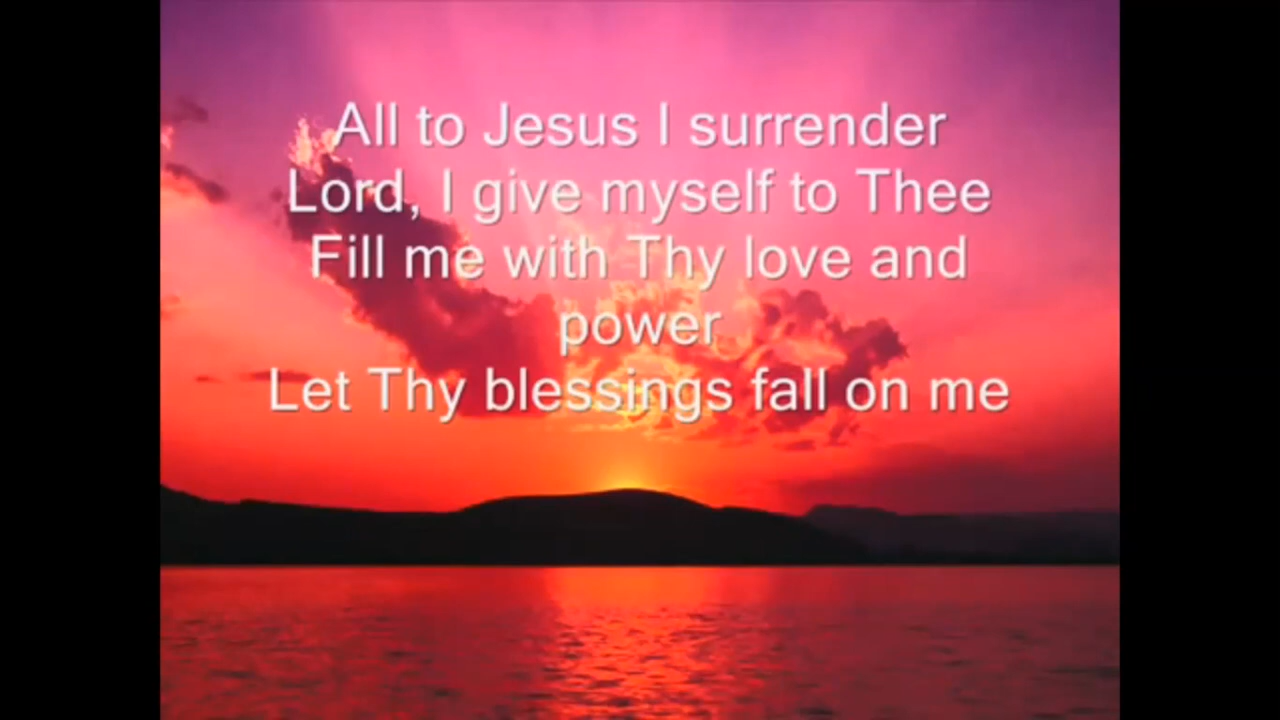 All to Jesus I surrender
Lord, I give myself to Thee
Fill me with Thy love and
power
Let Thy blessings fall on me